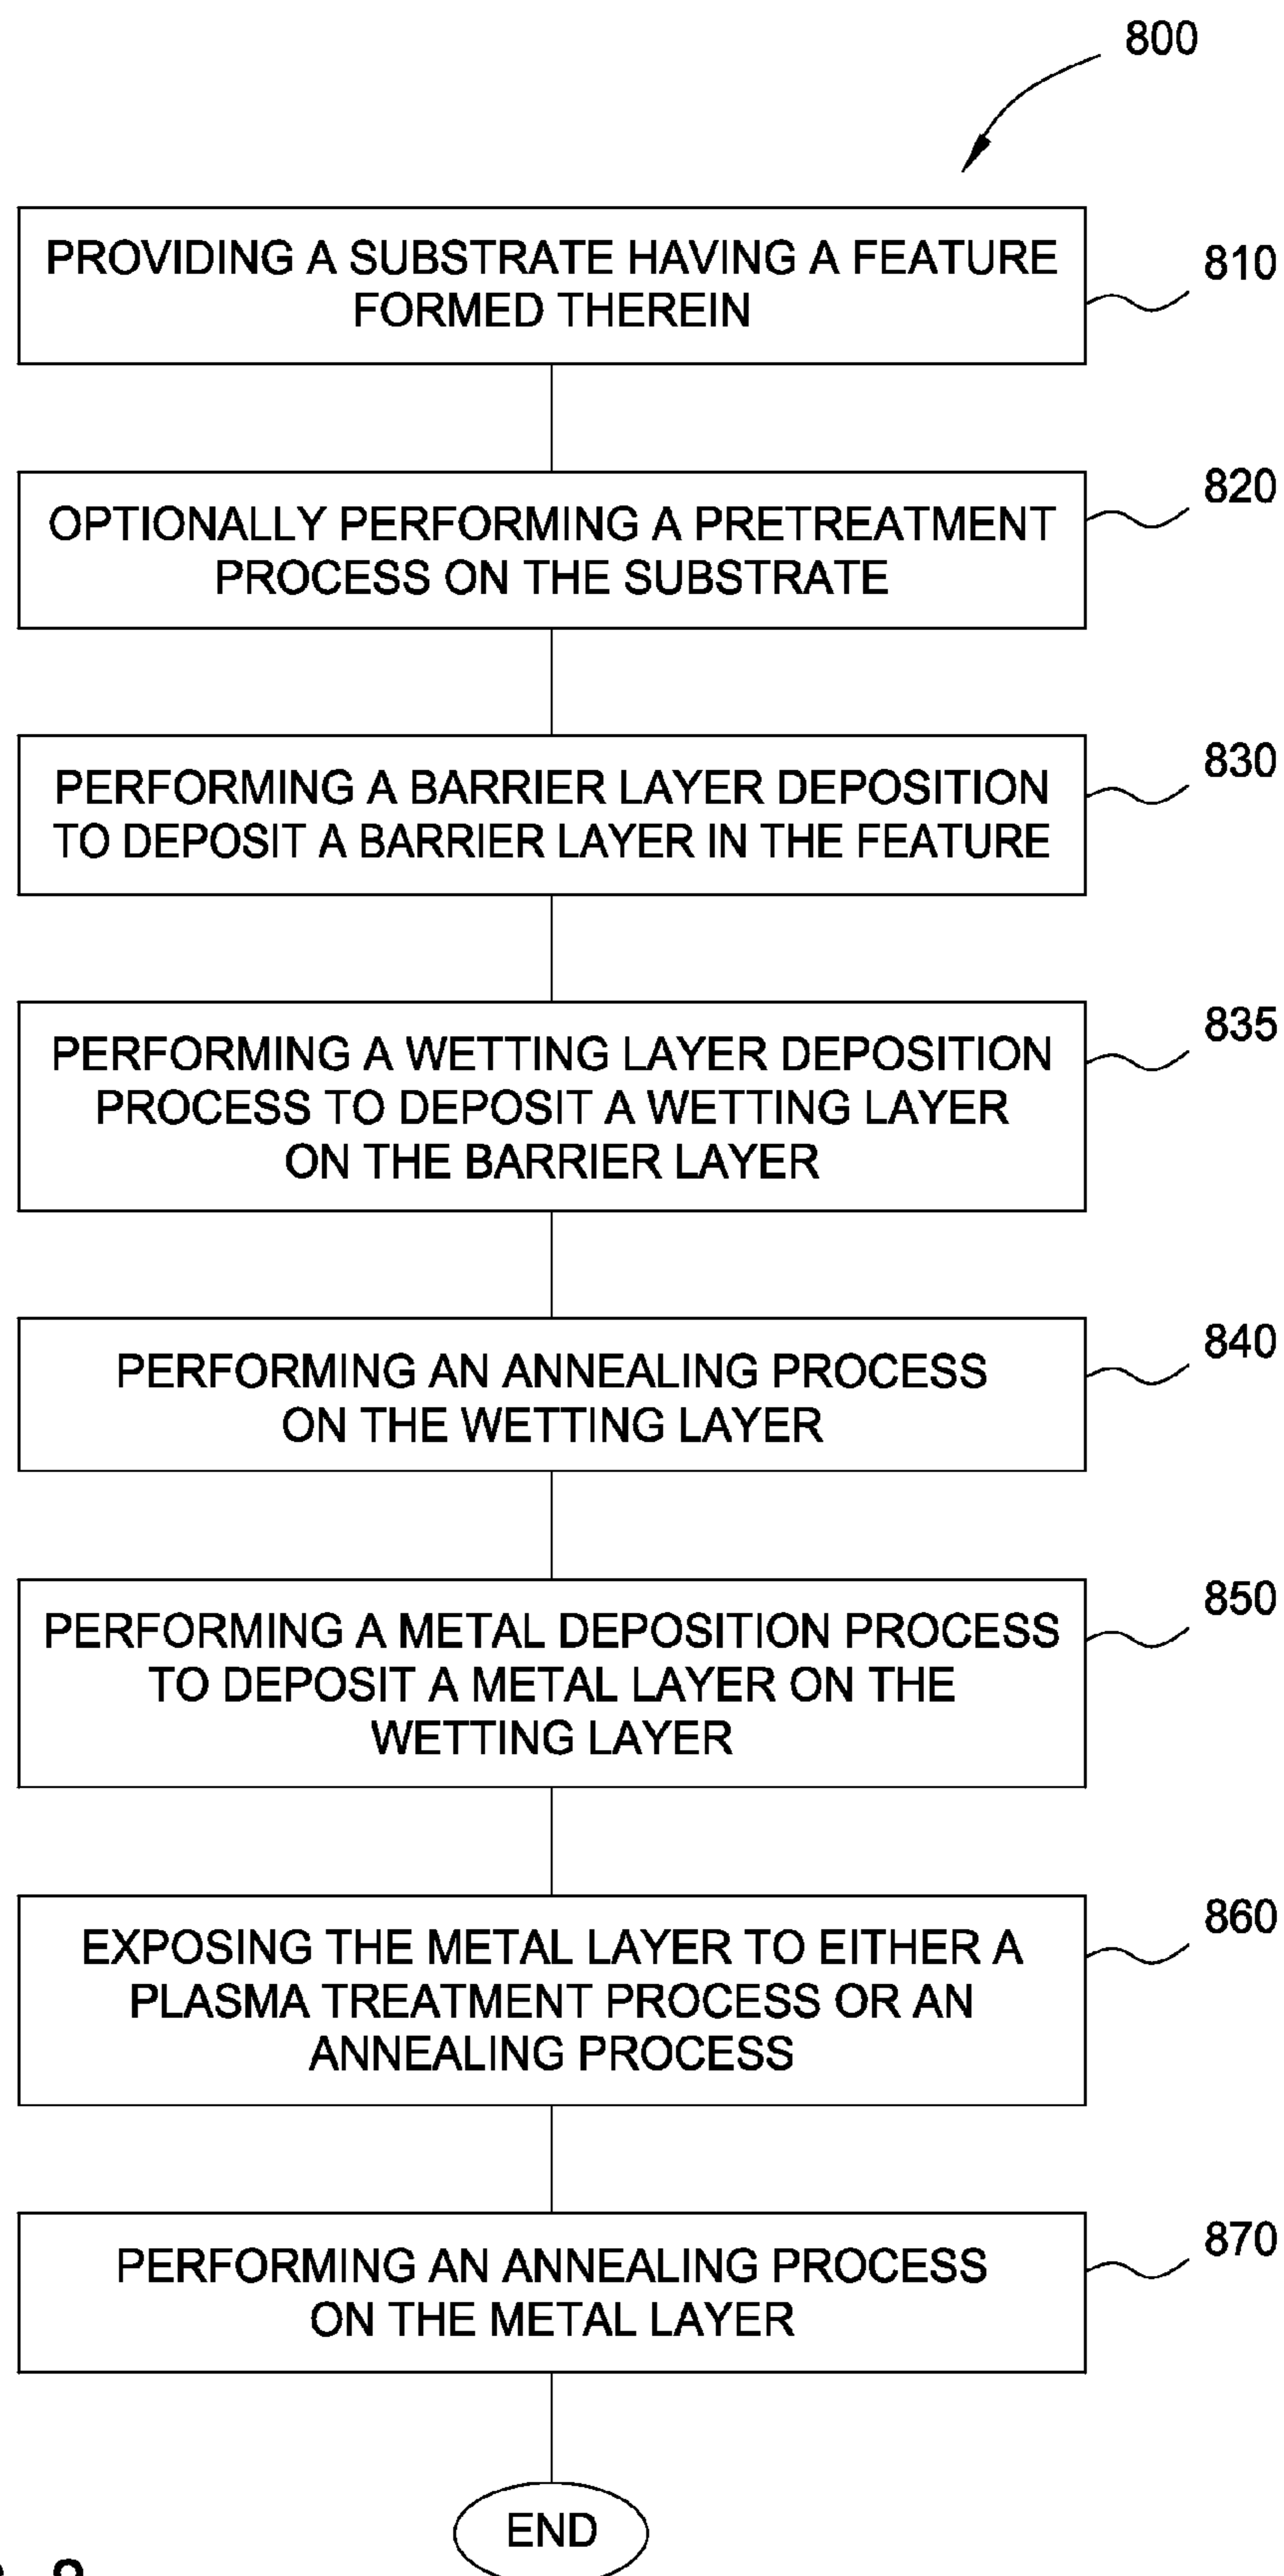 800
PROVIDING A SUBSTRATE HAVING A FEATURE
FORMED THEREIN
810
OPTIONALLY PERFORMING A PRETREATMENT
PROCESS ON THE SUBSTRATE
820
PERFORMING A BARRIER LAYER DEPOSITION
TO DEPOSIT A BARRIER LAYER IN THE FEATURE
830
PERFORMING A WETTING LAYER DEPOSITION
PROCESS TO DEPOSIT A WETTING LAYER
ON THE BARRIER LAYER
835
PERFORMING AN ANNEALING PROCESS
ON THE WETTING LAYER
840
PERFORMING A METAL DEPOSITION PROCESS
TO DEPOSIT A METAL LAYER ON THE
WETTING LAYER
850
EXPOSING THE METAL LAYER TO EITHER A
PLASMA TREATMENT PROCESS OR AN
ANNEALING PROCESS
860
PERFORMING AN ANNEALING PROCESS
ON THE METAL LAYER
870
END